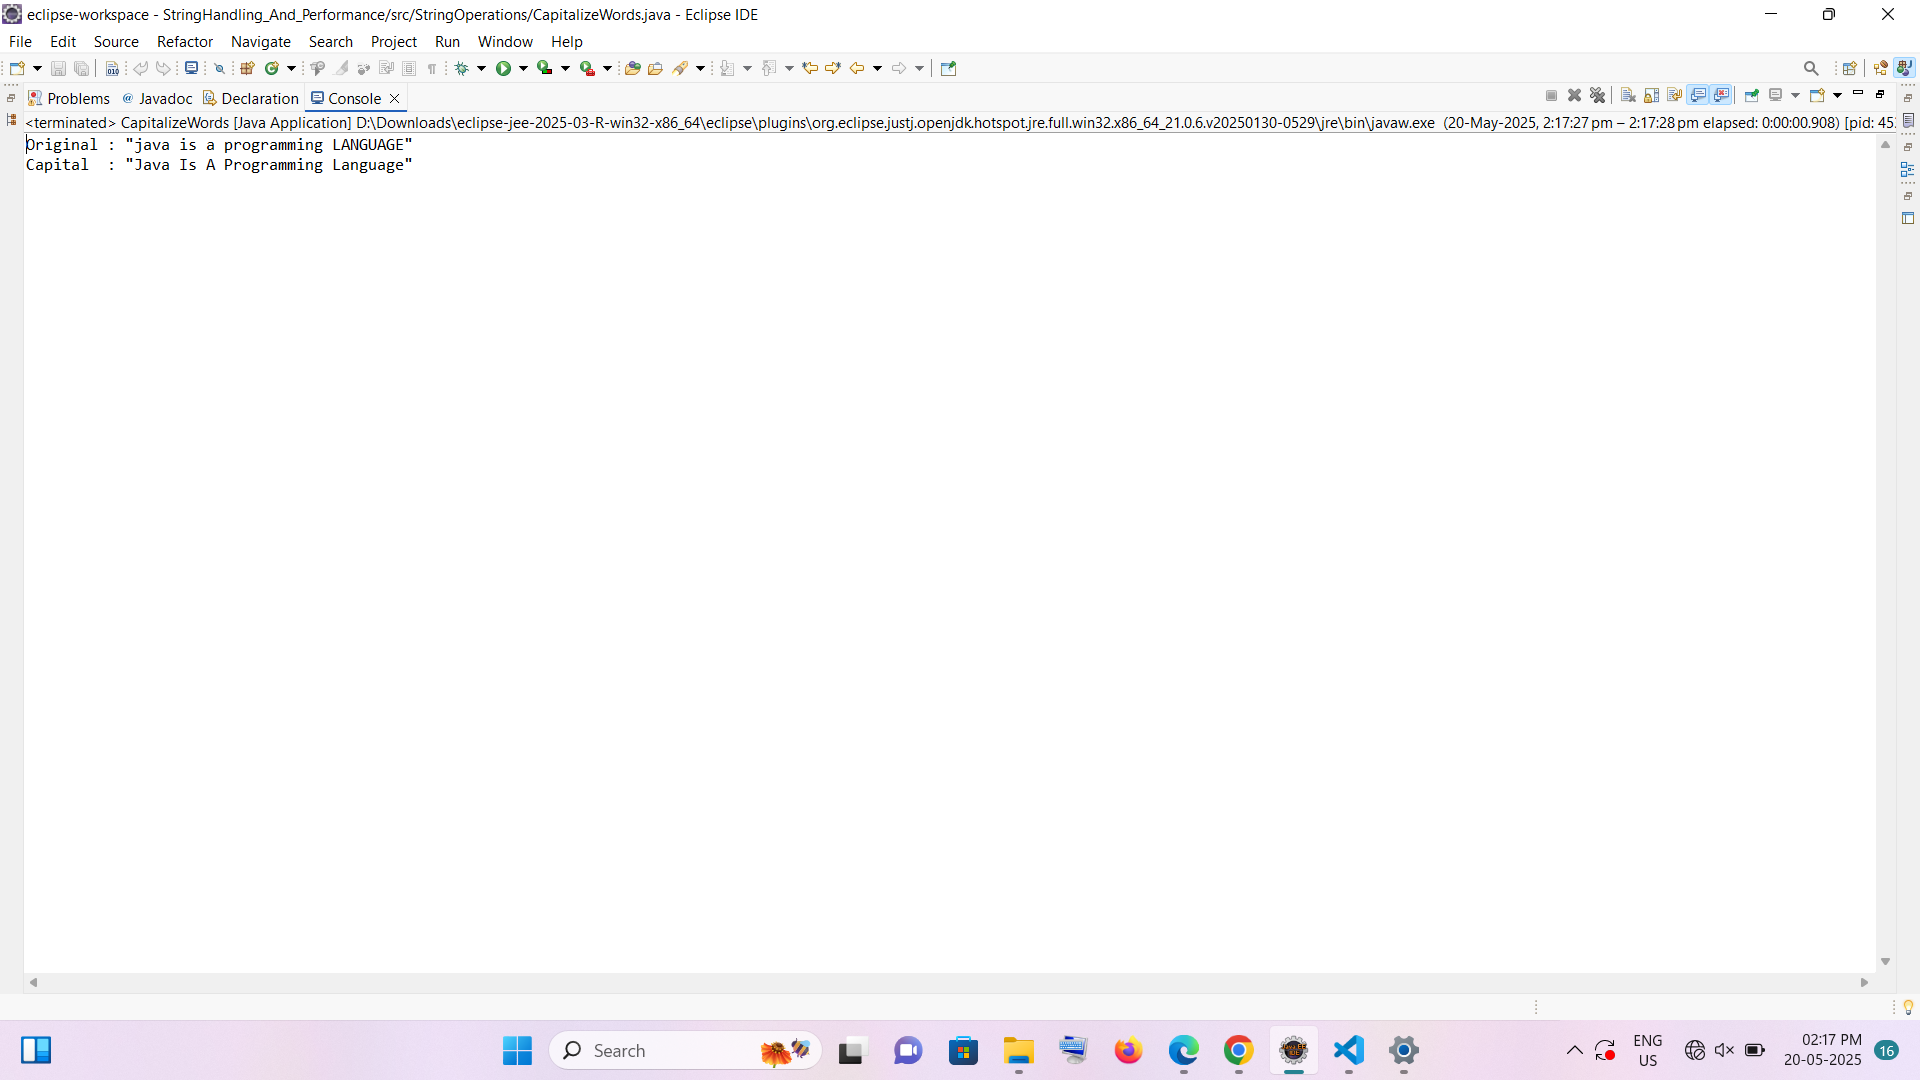 eclipse-workspace - StringHandling_And_Performance/src/StringOperations/CapitalizeWords.java - Eclipse IDE
File Edit Source Refactor Navigate Search Project Run Window Help
Problems @ Javadoc Declaration Console
<terminated> CapitalizeWords [Java Application] D:\Downloads\eclipse-jee-2025-03-R-win32-x86_64\eclipse\plugins\org.eclipse.justj.openjdk.hotspot.jre.full.win32.x86_64_21.0.6.v20250130-0529\jre\bin\javaw.exe (20-May-2025, 2:17:27 pm – 2:17:28 pm elapsed: 0:00:00.908) [pid: 45
Original : "java is a programming LANGUAGE"
Capital  : "Java Is A Programming Language"
Search
ENG
US
02:17 PM
20-05-2025
16